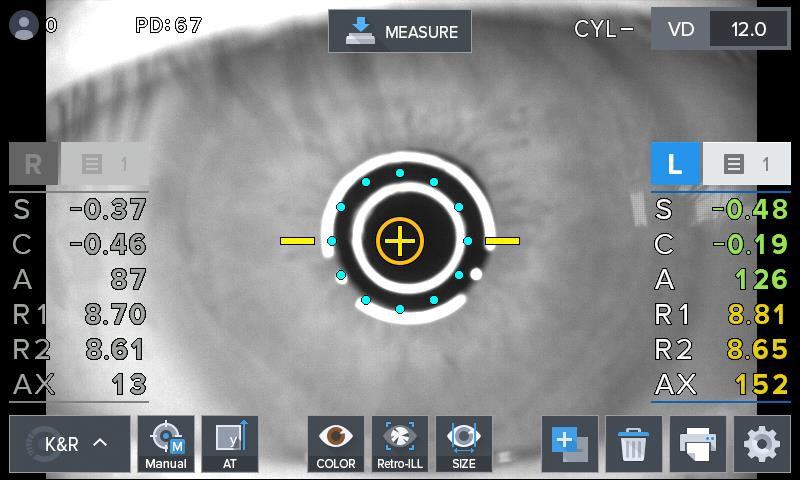 0
PD:67
MEASURE
CYL-
VD
12.0
R
1
S -0.37
C -0.46
A 87
R1 8.70
R2 8.61
AX 13
L
1
S -0.48
C -0.19
A 126
R1 8.81
R2 8.65
AX 152
K&R
M
Manual
y
AT
COLOR
Retro-ILL
SIZE